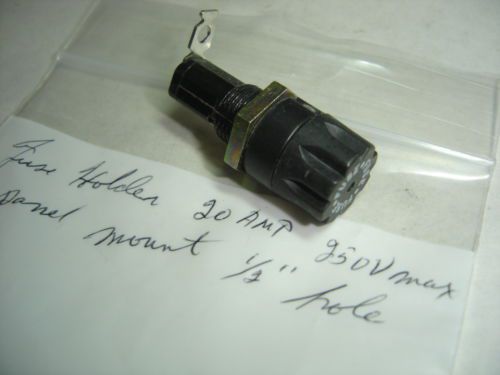 Fuse Holder 20 AMP 250V max
Panel mount 1/2" hole